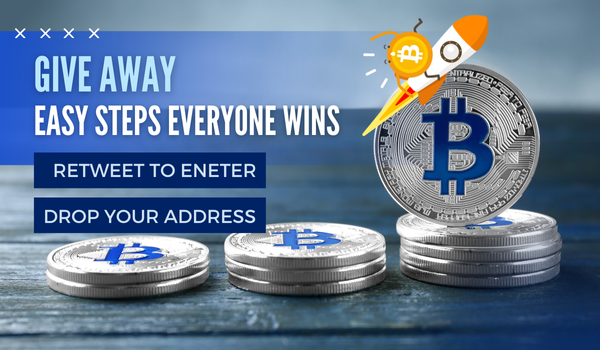 GIVE AWAY
EASY STEPS EVERYONE WINS
RETWEET TO ENETER
DROP YOUR ADDRESS